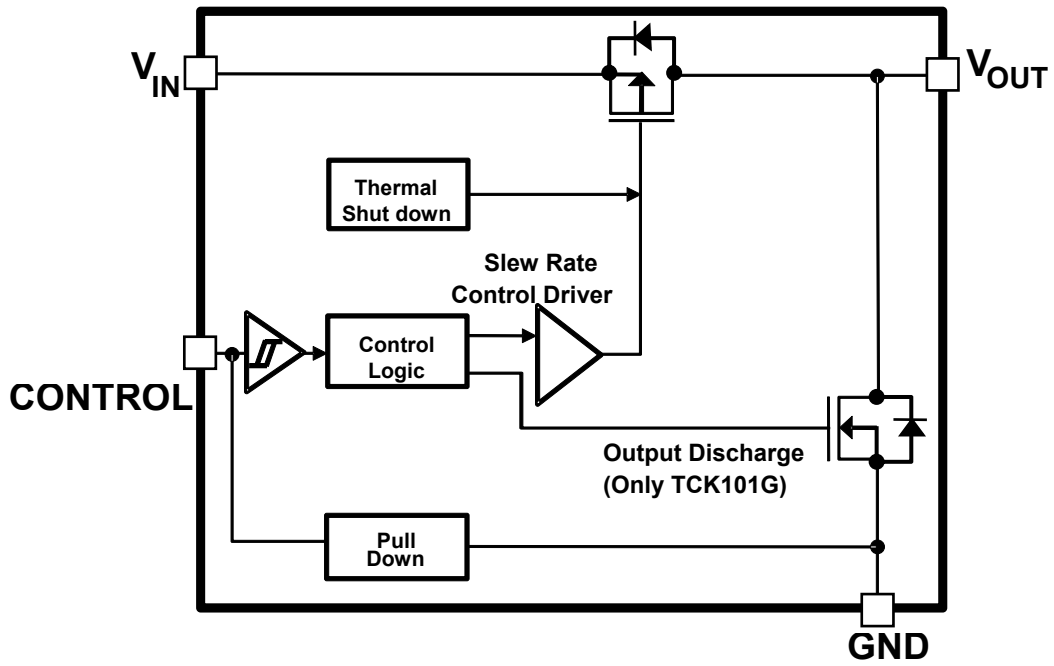 VIN
VOUT
Thermal
Shut down
Slew Rate
Control Driver
Control
Logic
CONTROL
Output Discharge
(Only TCK101G)
Pull
Down
GND